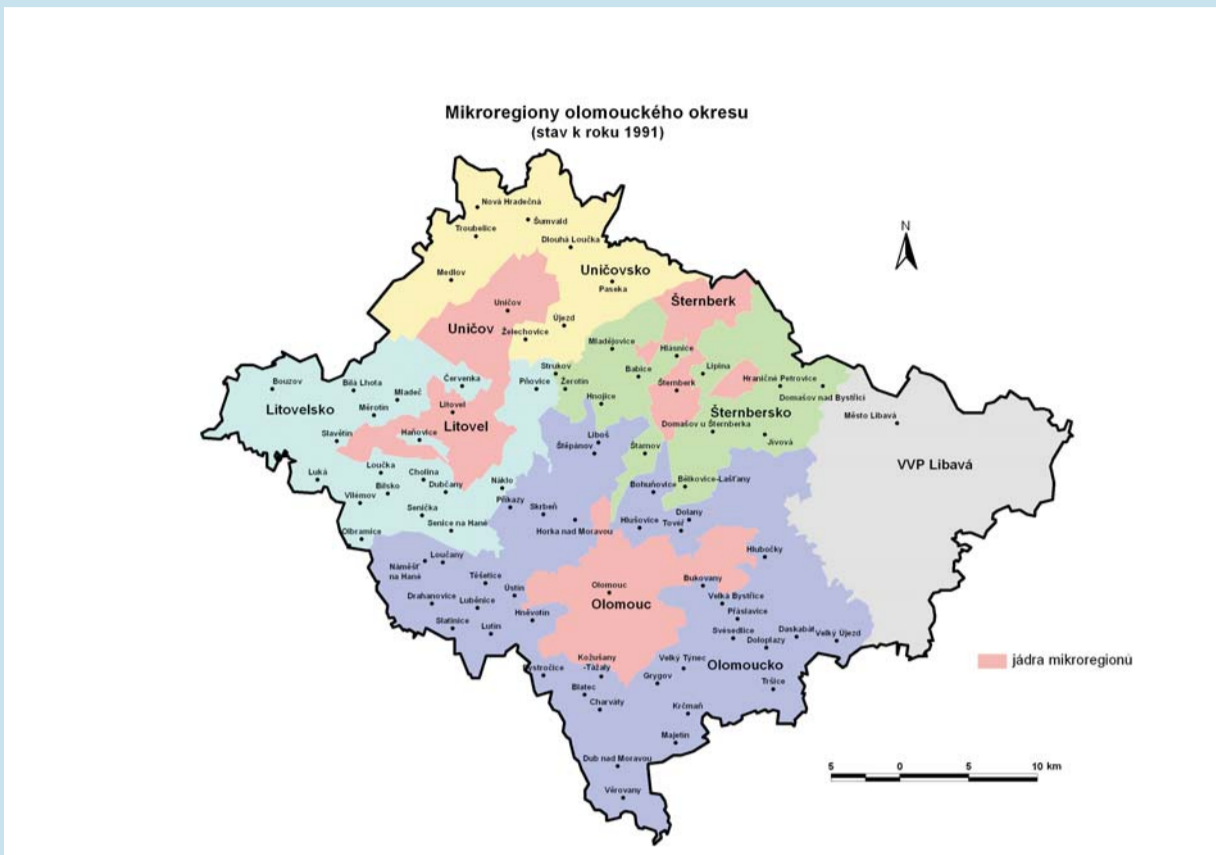 Mikroregiony olomouckého okresu
(stav k roku 1991)
N
Nová Hradečná
Šumvald
Troubelice
Dlouhá Loučka
Medlov
Uničovsko
Paseka
Uničov
Šternberk
Újezd
Uničov
Želechovice
Mladějovice
Hlásnice
Strukov
Babice
Lipina
Bouzov
Bílá Lhota
Červenka
Pňovice
Žerotín
Šternberk
Hraničné Petrovice
Mladeč
Domašov nad Bystřicí
Hnojice
Litovelsko
Měrotín
Litovel
Šternbersko
Město Libavá
Litovel
Domašov u Šternberka
Slavětín
Haňovice
Liboš
Jívová
Štěpánov
Štarnov
VVP Libavá
Luká
Loučka
Cholina
Náklo
Bohuňovice
Bělkovice-Lašťany
Bílsko
Dubčany
Vilémov
Příkazy
Skrbeň
Senička
Dolany
Olbramice
Senice na Hané
Horka nad Moravou
Hlušovice
Tovéř
Loučany
Hlubočky
Náměšť
na Hané
Těšetice
Ústín
Olomouc
Bukovany
Drahanovice
Luběnice
Olomouc
Velká Bystřice
Hněvotín
Přáslavice
Slatinice
Lutín
Svésedlice
Daskabát
Velký Újezd
Doloplazy
Kožušany
-Tážaly
Velký Týnec
Olomoucko
jádra mikroregionů
Bystročice
Grygov
Tršice
Blatec
Charváty
Krčmaň
Majetín
Dub nad Moravou
5 0 5 10 km
Věrovany